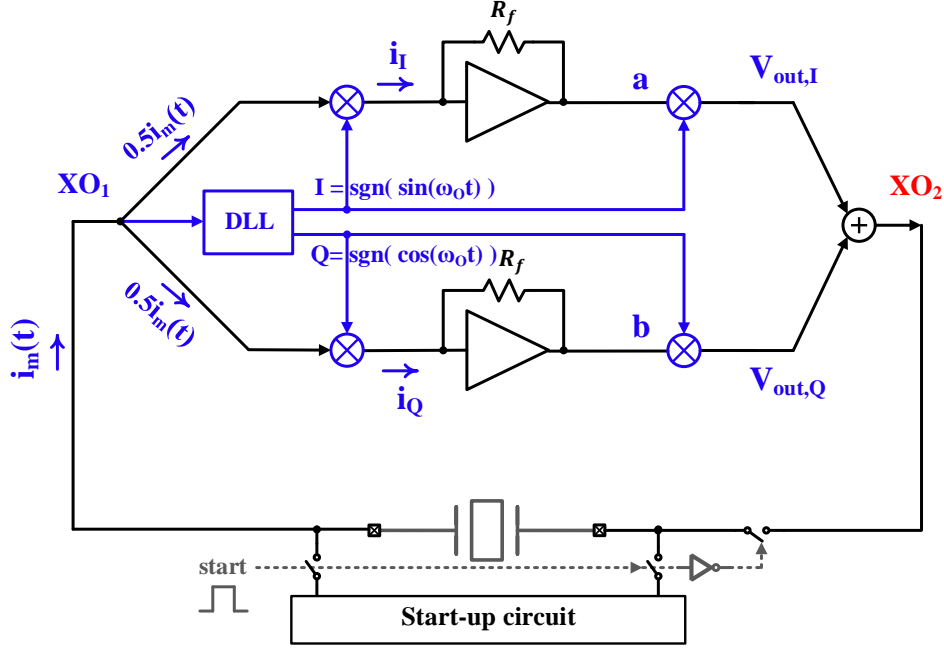 R_f
i_I
a
V_out,I
0.5i_m(t)
XO_1
I = sgn( sin(ω_O t) )
XO_2
DLL
+
Q= sgn( cos(ω_O t) )
R_f
0.5i_m(t)
b
i_m(t)
i_Q
V_out,Q
start
Start-up circuit